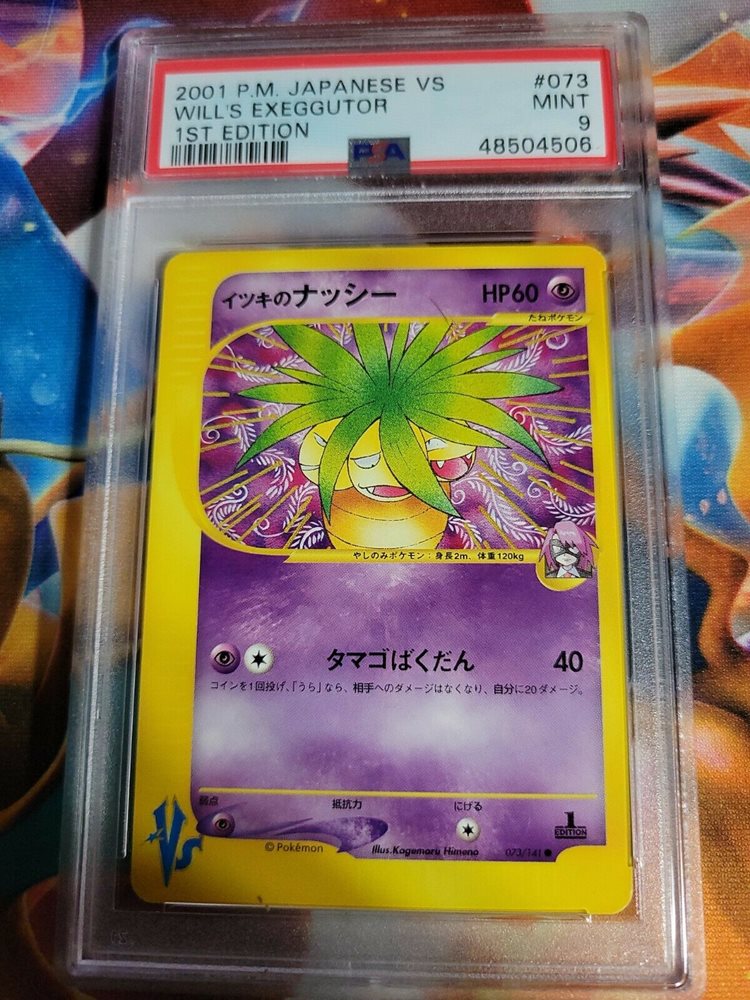 2001 P.M. JAPANESE VS #073
WILL'S EXEGGUTOR MINT
1ST EDITION 9
PSA 48504506
イツキのナッシー HP60
たねポケモン
やしのみポケモン：身長2m、体重120kg
タマゴばくだん 40
コインを1回投げ、「うら」なら、相手へのダメージはなくなり、自分に20ダメージ。
弱点 抵抗力 にげる
1
EDITION
Vs
© Pokémon Illus.Kagemaru Himeno 073/141